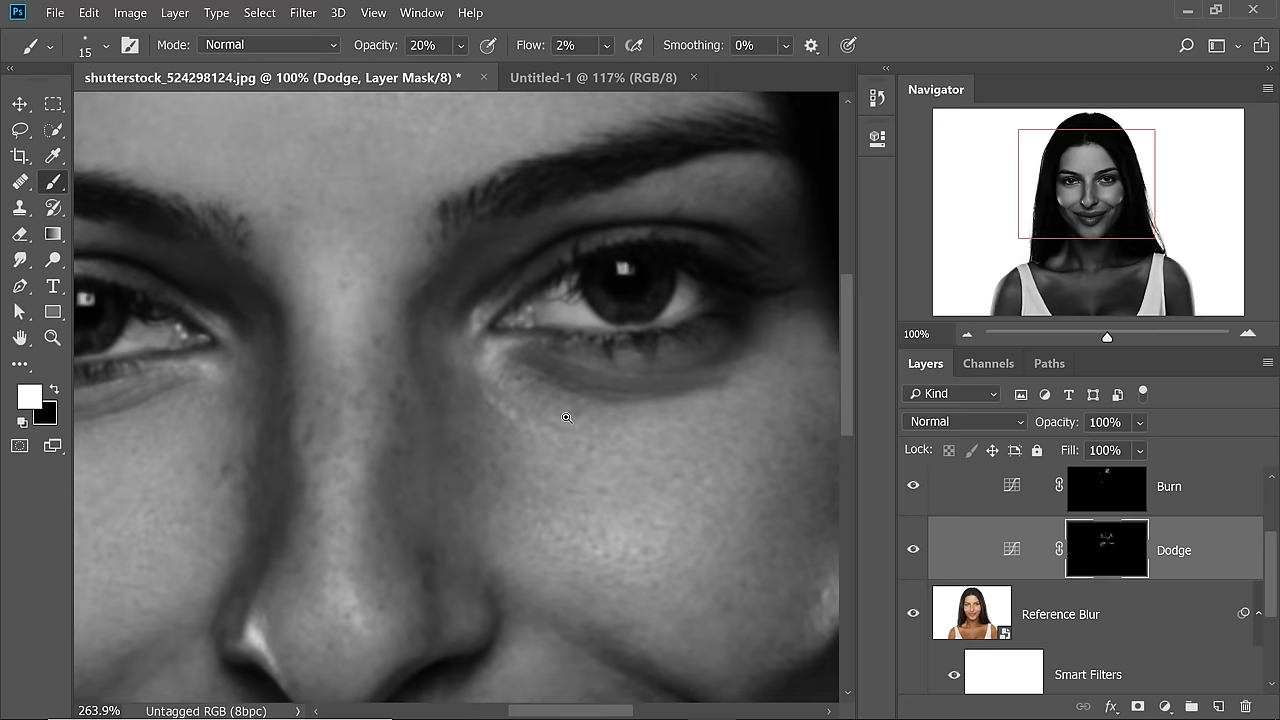 Ps File Edit Image Layer Type Select Filter 3D View Window Help
15 Mode: Normal Opacity: 20% Flow: 2% Smoothing: 0%
shutterstock_524298124.jpg @ 100% (Dodge, Layer Mask/8) * × Untitled-1 @ 117% (RGB/8) ×
Navigator
100%
Layers Channels Paths
Kind
Normal Opacity: 100%
Lock: Fill: 100%
Burn
Dodge
Reference Blur
Smart Filters
263.9% Untagged RGB (8bpc)